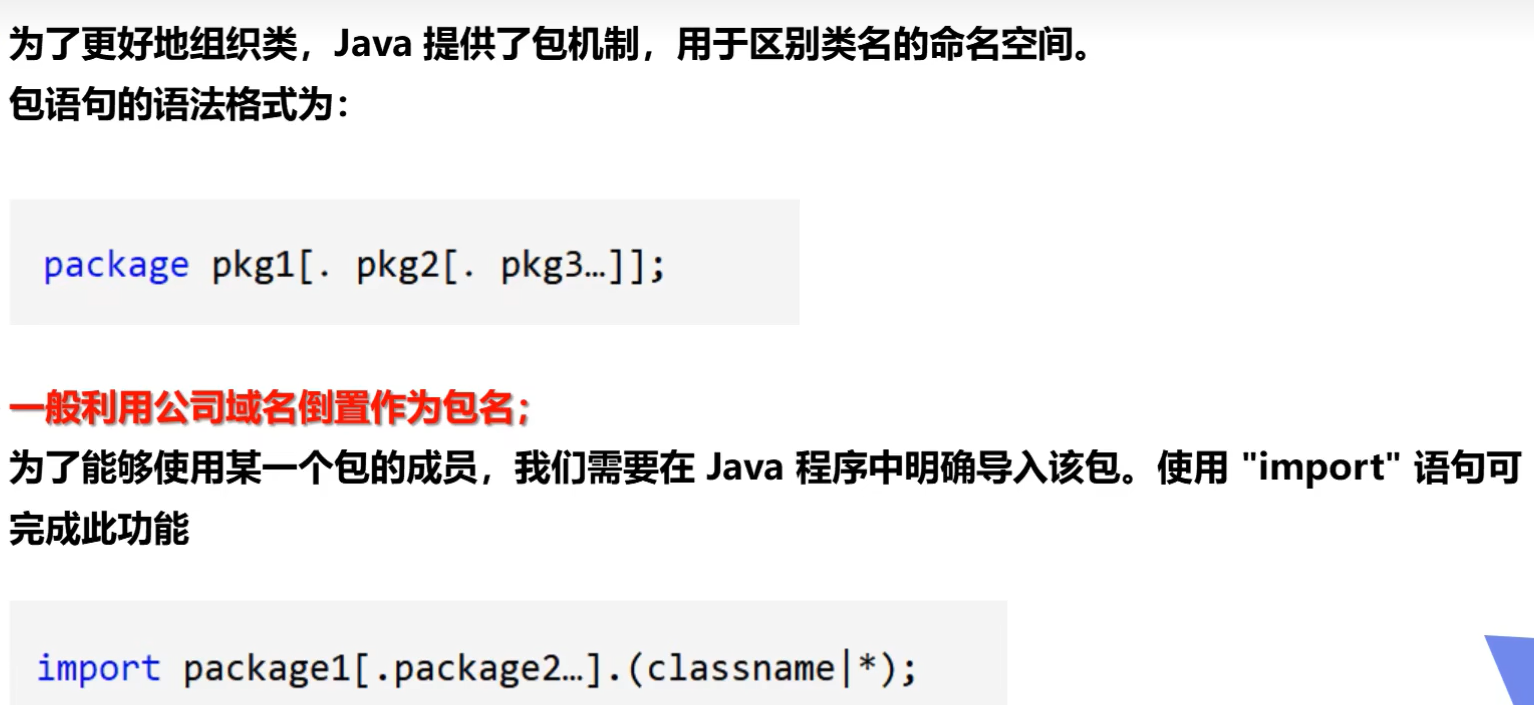 为了更好地组织类，Java 提供了包机制，用于区别类名的命名空间。
包语句的语法格式为：
package pkg1[. pkg2[. pkg3…]];
一般利用公司域名倒置作为包名；
为了能够使用某一个包的成员，我们需要在 Java 程序中明确导入该包。使用 "import" 语句可
完成此功能
import package1[.package2…].(classname|*);